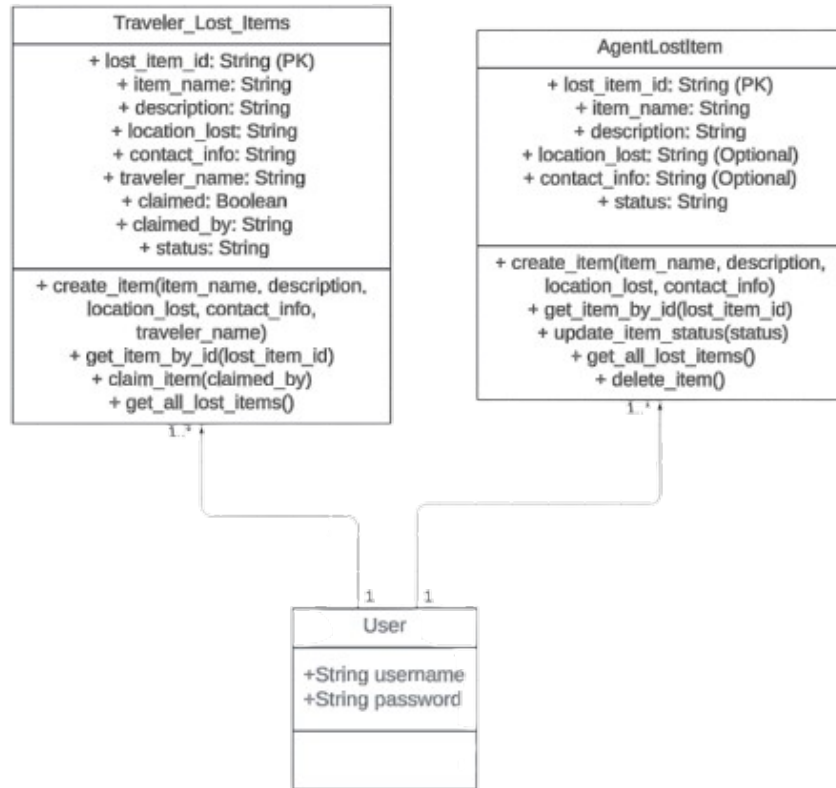 Traveler_Lost_Items
+ lost_item_id: String (PK)
+ item_name: String
+ description: String
+ location_lost: String
+ contact_info: String
+ traveler_name: String
+ claimed: Boolean
+ claimed_by: String
+ status: String
+ create_item(item_name, description,
location_lost, contact_info,
traveler_name)
+ get_item_by_id(lost_item_id)
+ claim_item(claimed_by)
+ get_all_lost_items()
1..*
AgentLostItem
+ lost_item_id: String (PK)
+ item_name: String
+ description: String
+ location_lost: String (Optional)
+ contact_info: String (Optional)
+ status: String
+ create_item(item_name, description,
location_lost, contact_info)
+ get_item_by_id(lost_item_id)
+ update_item_status(status)
+ get_all_lost_items()
+ delete_item()
1..*
1
1
User
+String username
+String password